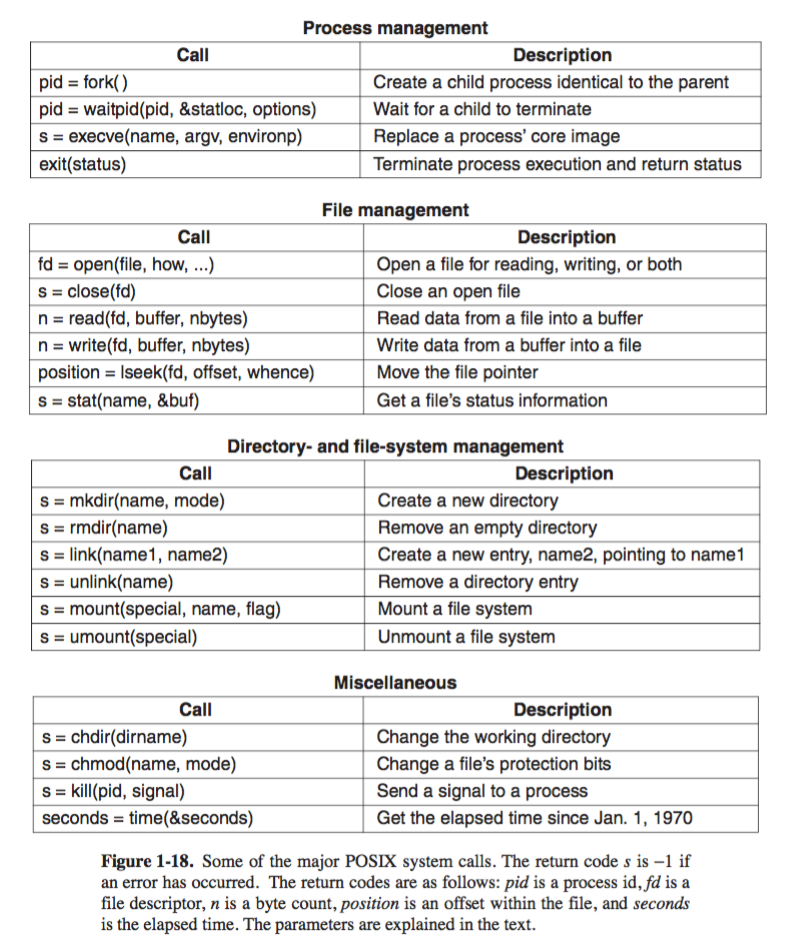 Process management
Call Description
pid = fork( ) Create a child process identical to the parent
pid = waitpid(pid, &statloc, options) Wait for a child to terminate
s = execve(name, argv, environp) Replace a process’ core image
exit(status) Terminate process execution and return status
File management
Call Description
fd = open(file, how, ...) Open a file for reading, writing, or both
s = close(fd) Close an open file
n = read(fd, buffer, nbytes) Read data from a file into a buffer
n = write(fd, buffer, nbytes) Write data from a buffer into a file
position = lseek(fd, offset, whence) Move the file pointer
s = stat(name, &buf) Get a file’s status information
Directory- and file-system management
Call Description
s = mkdir(name, mode) Create a new directory
s = rmdir(name) Remove an empty directory
s = link(name1, name2) Create a new entry, name2, pointing to name1
s = unlink(name) Remove a directory entry
s = mount(special, name, flag) Mount a file system
s = umount(special) Unmount a file system
Miscellaneous
Call Description
s = chdir(dirname) Change the working directory
s = chmod(name, mode) Change a file’s protection bits
s = kill(pid, signal) Send a signal to a process
seconds = time(&seconds) Get the elapsed time since Jan. 1, 1970
Figure 1-18. Some of the major POSIX system calls. The return code s is −1 if
an error has occurred. The return codes are as follows: pid is a process id, fd is a
file descriptor, n is a byte count, position is an offset within the file, and seconds
is the elapsed time. The parameters are explained in the text.